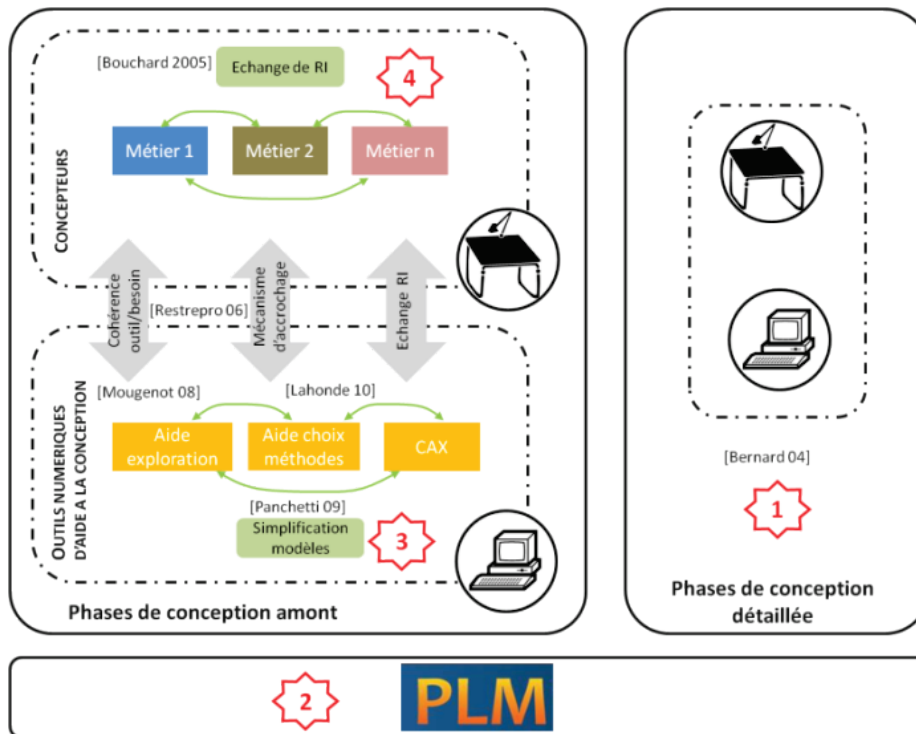 [Bouchard 2005]
Echange de RI
4
Métier 1
Métier 2
Métier n
CONCEPTEURS
Cohérence
outil/besoin
[Restrepro 06]
Mécanisme
d'accrochage
Echange RI
[Mougenot 08]
[Lahonde 10]
Aide
exploration
Aide choix
méthodes
CAX
OUTILS NUMERIQUES
D'AIDE A LA CONCEPTION
[Panchetti 09]
Simplification
modèles
3
Phases de conception amont
[Bernard 04]
1
Phases de conception
détaillée
2
PLM